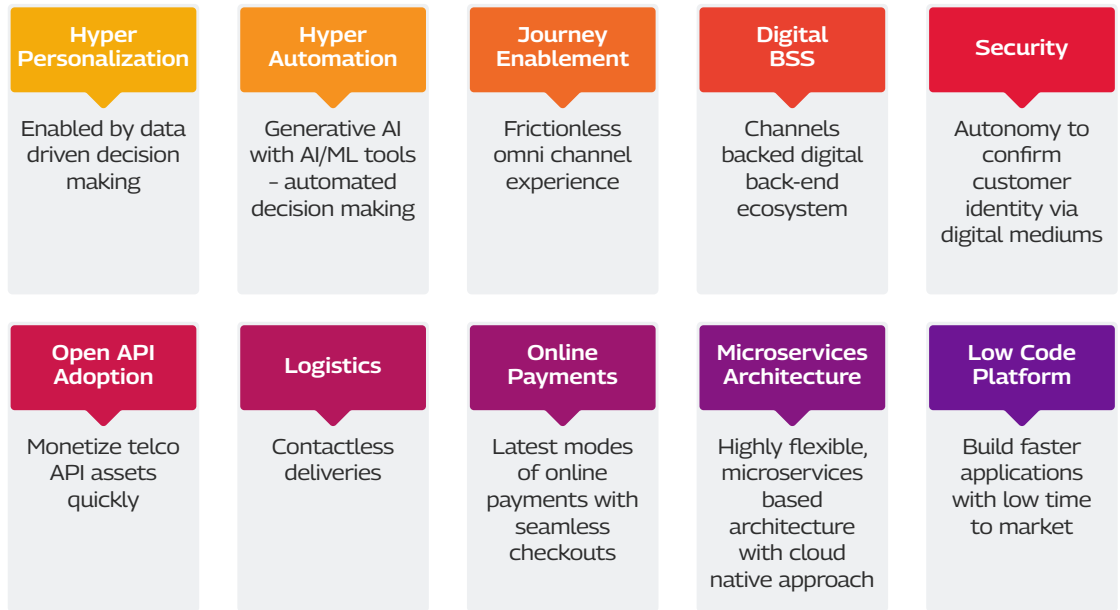 Hyper
Personalization
Enabled by data
driven decision
making
Hyper
Automation
Generative AI
with AI/ML tools
– automated
decision making
Journey
Enablement
Frictionless
omni channel
experience
Digital
BSS
Channels
backed digital
back-end
ecosystem
Security
Autonomy to
confirm
customer
identity via
digital mediums
Open API
Adoption
Monetize telco
API assets
quickly
Logistics
Contactless
deliveries
Online
Payments
Latest modes
of online
payments with
seamless
checkouts
Microservices
Architecture
Highly flexible,
microservices
based
architecture
with cloud
native approach
Low Code
Platform
Build faster
applications
with low time
to market